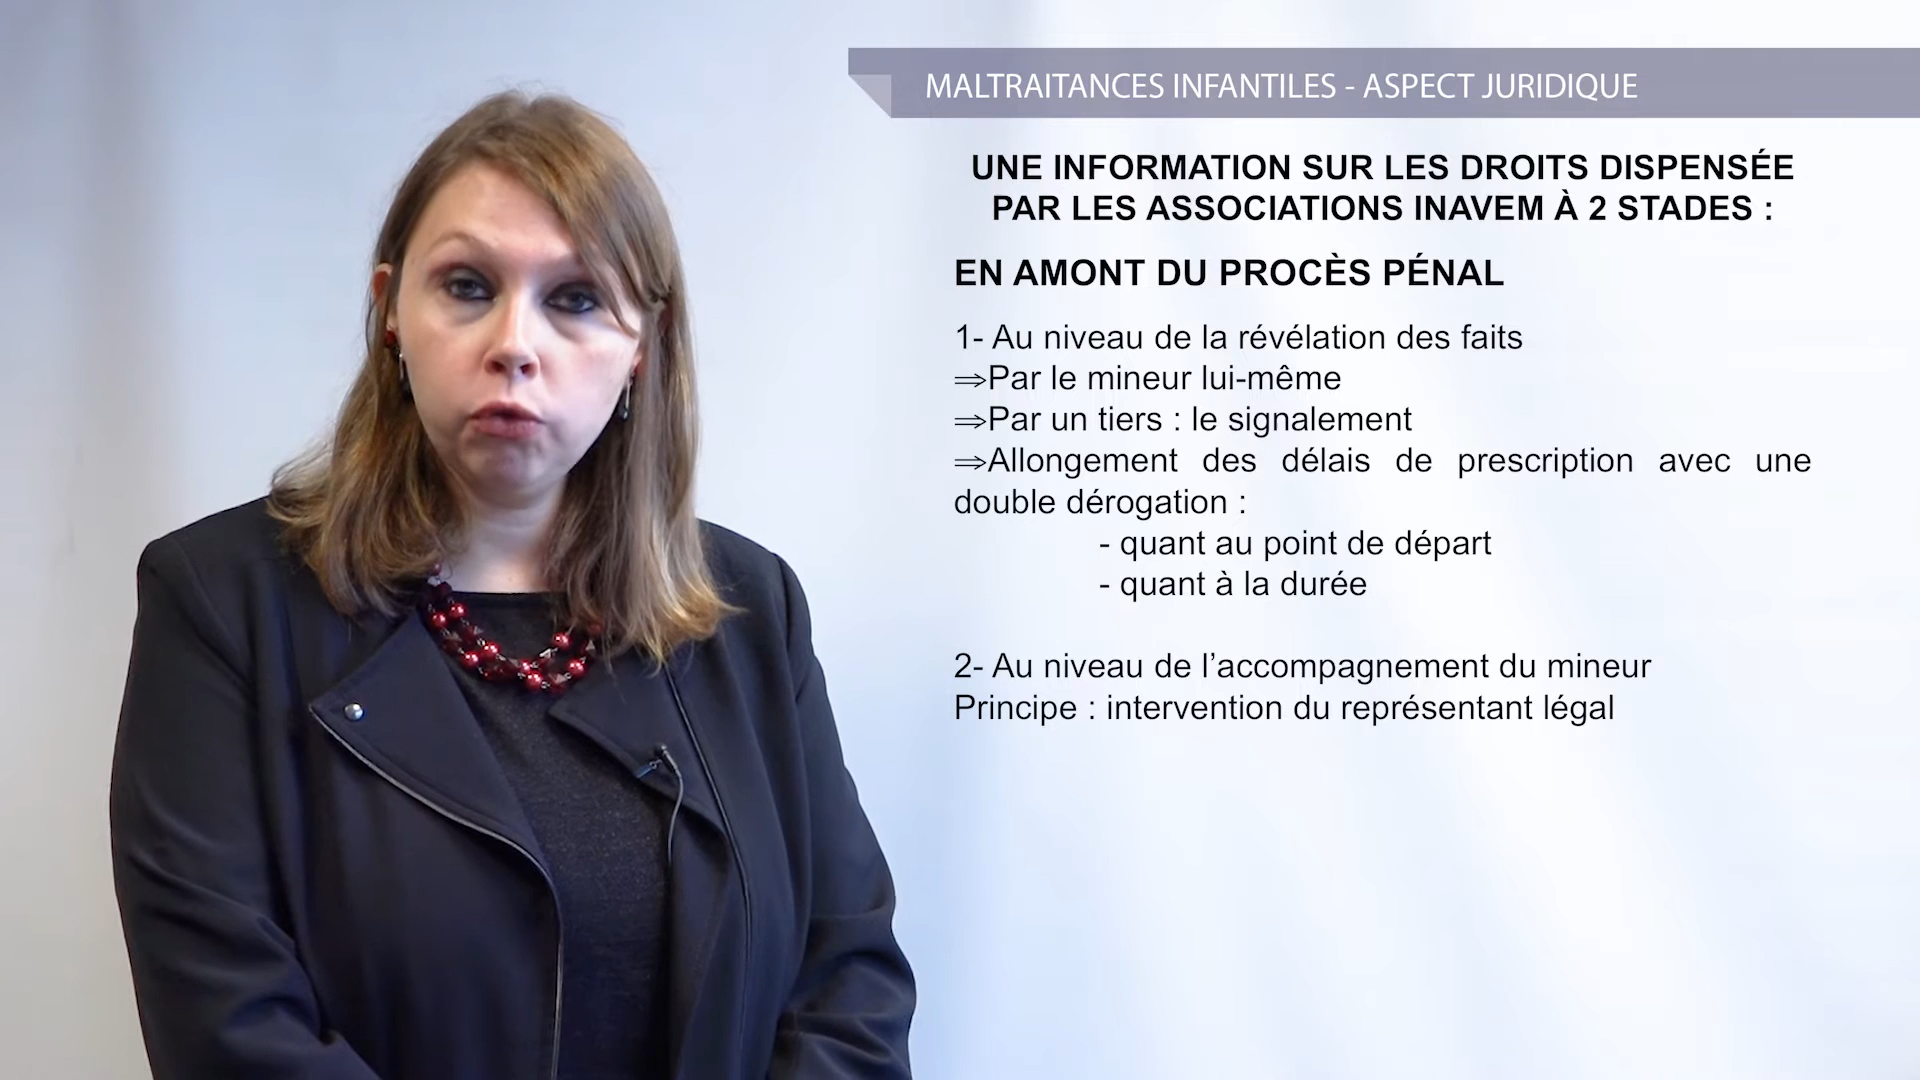 MALTRAITANCES INFANTILES - ASPECT JURIDIQUE
UNE INFORMATION SUR LES DROITS DISPENSÉE
PAR LES ASSOCIATIONS INAVEM À 2 STADES :
EN AMONT DU PROCÈS PÉNAL
1- Au niveau de la révélation des faits
⇒Par le mineur lui-même
⇒Par un tiers : le signalement
⇒Allongement des délais de prescription avec une
double dérogation :
- quant au point de départ
- quant à la durée
2- Au niveau de l’accompagnement du mineur
Principe : intervention du représentant légal